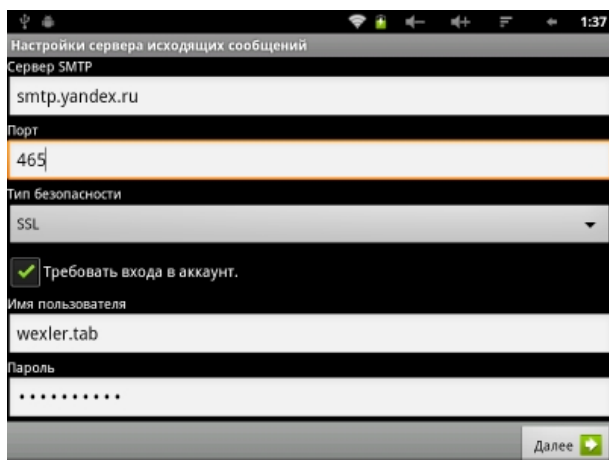 1:37
Настройки сервера исходящих сообщений
Сервер SMTP
smtp.yandex.ru
Порт
465
Тип безопасности
SSL
Требовать входа в аккаунт.
Имя пользователя
wexler.tab
Пароль
••••••••••
Далее